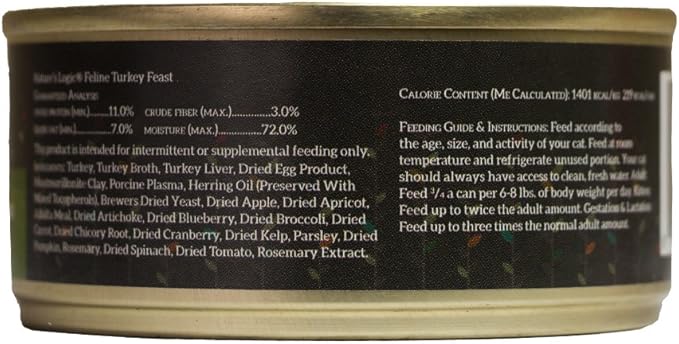 Nature's Logic® Feline Turkey Feast
Guaranteed Analysis
Crude Protein (Min.)........11.0% Crude Fiber (Max.)............3.0%
Crude Fat (Min.)........7.0% Moisture (Max.)...............72.0%
This product is intended for intermittent or supplemental feeding only.
Ingredients: Turkey, Turkey Broth, Turkey Liver, Dried Egg Product,
Montmorillonite Clay, Porcine Plasma, Herring Oil (Preserved With
Mixed Tocopherols), Brewers Dried Yeast, Dried Apple, Dried Apricot,
Alfalfa Meal, Dried Artichoke, Dried Blueberry, Dried Broccoli, Dried
Carrot, Dried Chicory Root, Dried Cranberry, Dried Kelp, Parsley, Dried
Pumpkin, Rosemary, Dried Spinach, Dried Tomato, Rosemary Extract.
Calorie Content (Me Calculated): 1401 kcal/kg
Feeding Guide & Instructions: Feed according to
the age, size, and activity of your cat. Feed at room
temperature and refrigerate unused portion. Your cat
should always have access to clean, fresh water. Adult:
Feed 3/4 a can per 6-8 lbs. of body weight per day. Kittens:
Feed up to twice the adult amount. Gestation & Lactation:
Feed up to three times the normal adult amount.